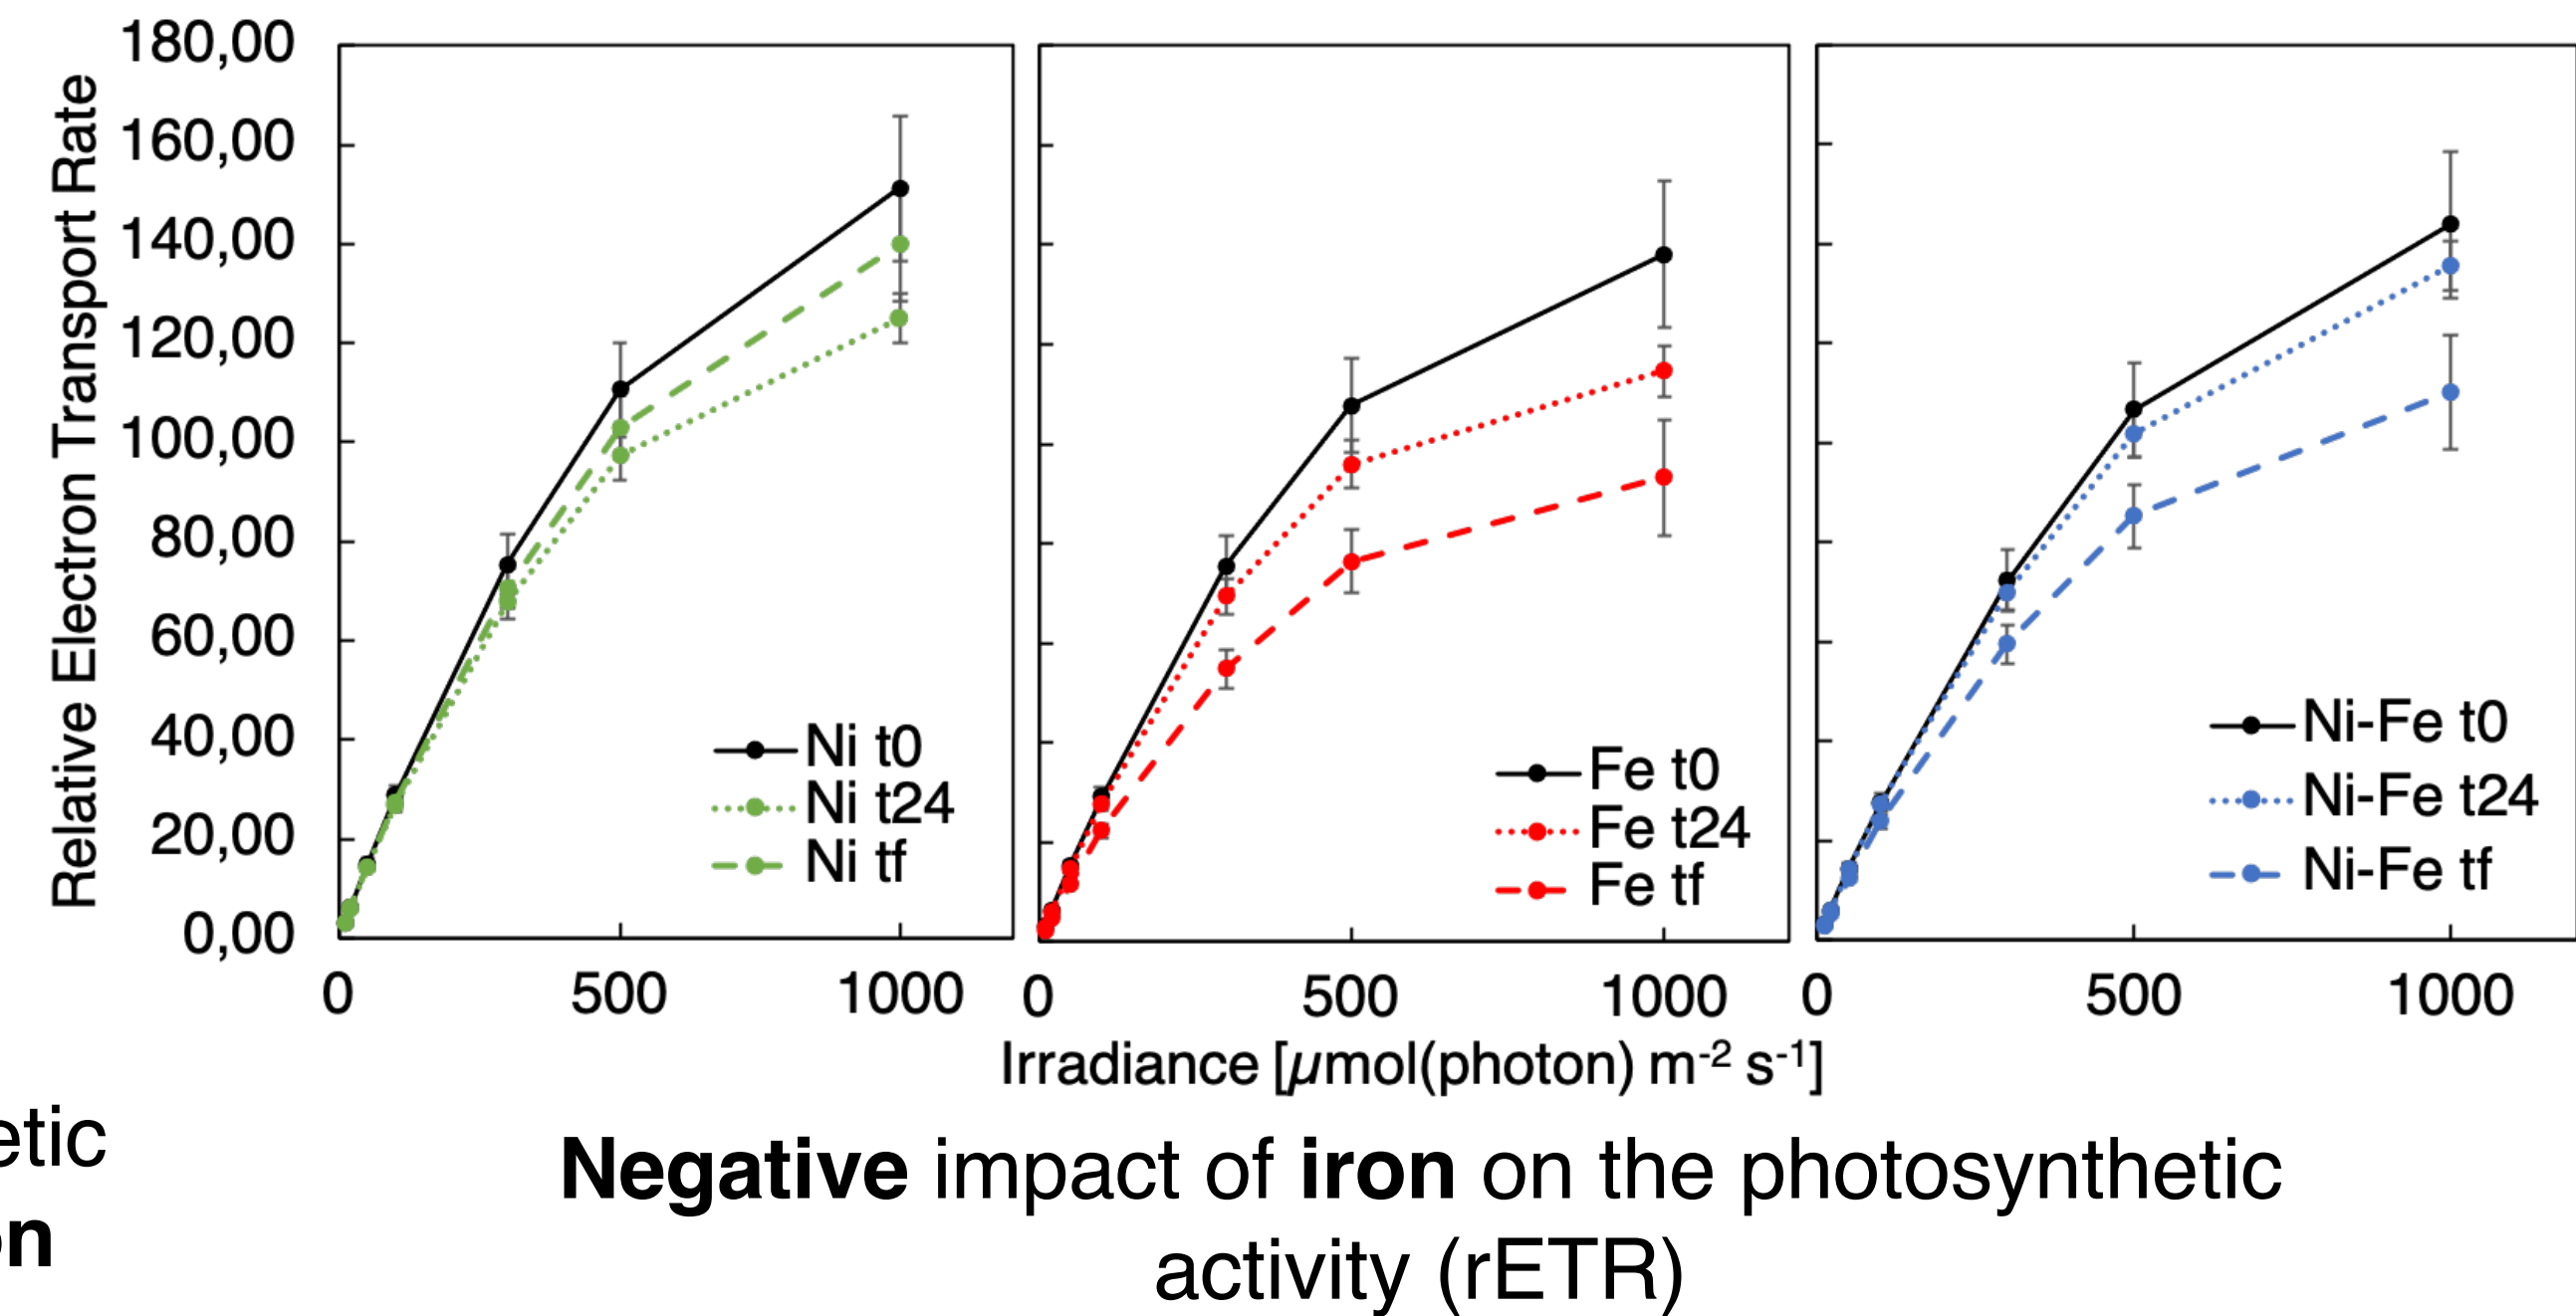 Relative Electron Transport Rate
180,00
160,00
140,00
120,00
100,00
80,00
60,00
40,00
20,00
0,00
Ni t0
Ni t24
Ni tf
0 500 1000
Fe t0
Fe t24
Fe tf
0 500 1000
Ni-Fe t0
Ni-Fe t24
Ni-Fe tf
0 500 1000
Irradiance [µmol(photon) m⁻² s⁻¹]
etic
on
Negative impact of iron on the photosynthetic
activity (rETR)